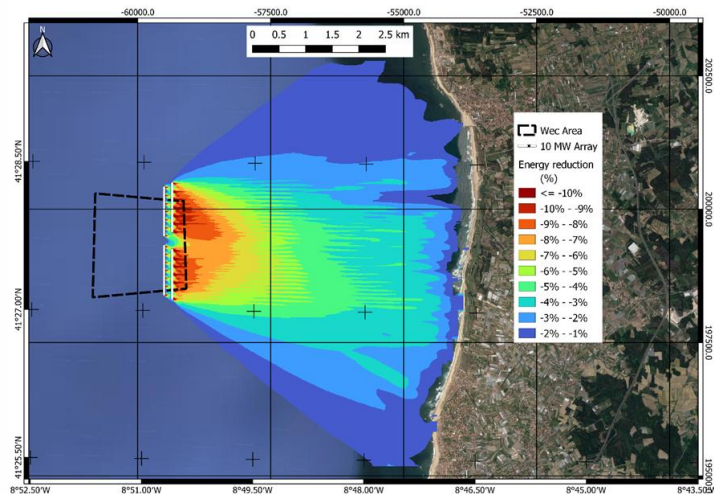 -60000.0 -57500.0 -55000.0 -52500.0 -50000.0
N
0 0.5 1 1.5 2 2.5 km
202500.0
Wec Area
10 MW Array
Energy reduction
(%)
<= -10%
-10% - -9%
-9% - -8%
-8% - -7%
-7% - -6%
-6% - -5%
-5% - -4%
-4% - -3%
-3% - -2%
-2% - -1%
41°28.50'N
200000.0
41°27.00'N
197500.0
41°25.50'N
195000.0
8°52.50'W 8°51.00'W 8°49.50'W 8°48.00'W 8°46.50'W 8°45.00'W 8°43.50'W